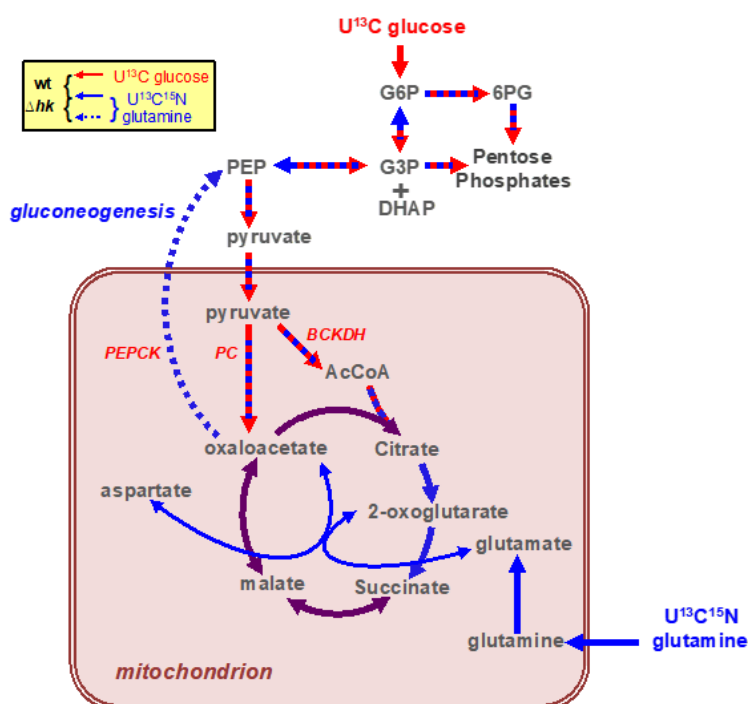 U¹³C glucose
wt
Δhk
U¹³C glucose
U¹³C¹⁵N
glutamine
G6P
6PG
PEP
G3P
+
DHAP
Pentose
Phosphates
gluconeogenesis
pyruvate
pyruvate
PEPCK
PC
BCKDH
AcCoA
oxaloacetate
Citrate
aspartate
2-oxoglutarate
glutamate
malate
Succinate
U¹³C¹⁵N
glutamine
glutamine
mitochondrion